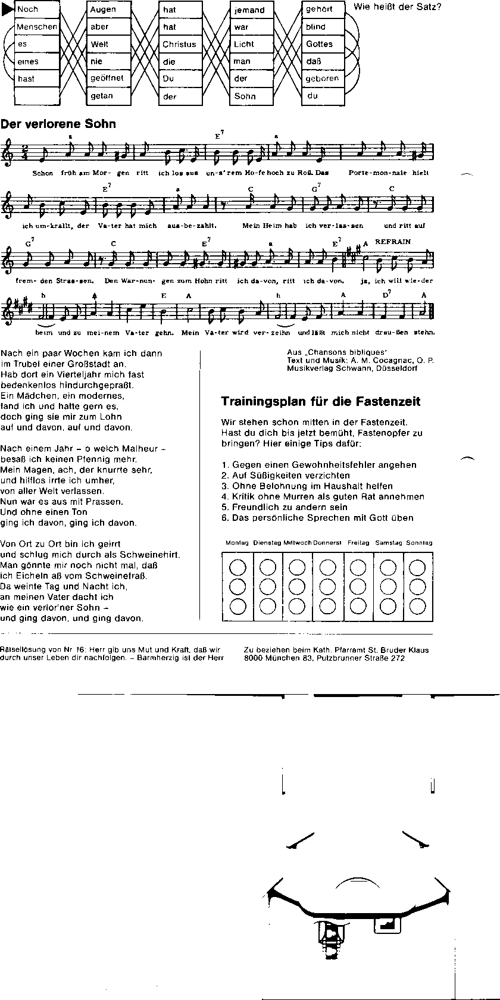 Noch Augen hat jemand gehört Wie heißt der Satz?
Menschen aber hat war blind
es Welt Christus Licht Gottes
eines nie die man daß
hast geöffnet Du der geboren
getan der Sohn du
Der verlorene Sohn
a E7 a
2 4
Schon früh am Mor- gen ritt ich los aus un-s'rem Ho-fe hoch zu Roß. Das Porte-mon-naie hielt
E7 a C G7 C
ich um-krallt, der Va-ter hat mich aus-be-zahlt. Mein Heim hab ich ver-las-sen und ritt auf
G7 C E7 a E7 A REFRAIN
frem-den Stras-sen. Den War-nun- gen zum Hohn ritt ich da-von, ritt ich da-von. ja, ich will wie-der
h A E A h A D7 A
heim und zu mei-nem Va-ter gehn. Mein Va-ter wird ver-zeihn und läßt mich nicht drau-ßen stehn.
Nach ein paar Wochen kam ich dann
im Trubel einer Großstadt an.
Hab dort ein Vierteljahr mich fast
bedenkenlos hindurchgepraßt.
Ein Mädchen, ein modernes,
fand ich und hatte gern es,
doch ging sie mir zum Lohn
auf und davon, auf und davon.
Nach einem Jahr – o welch Malheur –
besaß ich keinen Pfennig mehr.
Mein Magen, ach, der knurrte sehr,
und hilflos irrte ich umher,
von aller Welt verlassen.
Nun war es aus mit Prassen.
Und ohne einen Ton
ging ich davon, ging ich davon.
Von Ort zu Ort bin ich geirrt
und schlug mich durch als Schweinehirt.
Man gönnte mir noch nicht mal, daß
ich Eicheln aß vom Schweinefraß.
Da weinte Tag und Nacht ich,
an meinen Vater dacht ich
wie ein verlor'ner Sohn –
und ging davon, und ging davon.
Aus „Chansons bibliques"
Text und Musik: A. M. Cocagnac, O. P.
Musikverlag Schwann, Düsseldorf
Trainingsplan für die Fastenzeit
Wir stehen schon mitten in der Fastenzeit.
Hast du dich bis jetzt bemüht, Fastenopfer zu
bringen? Hier einige Tips dafür:
1. Gegen einen Gewohnheitsfehler angehen
2. Auf Süßigkeiten verzichten
3. Ohne Belohnung im Haushalt helfen
4. Kritik ohne Murren als guten Rat annehmen
5. Freundlich zu andern sein
6. Das persönliche Sprechen mit Gott üben
Montag Dienstag Mittwoch Donnerst Freitag Samstag Sonntag
Rätsellösung von Nr 16: Herr gib uns Mut und Kraft, daß wir
durch unser Leben dir nachfolgen. – Barmherzig ist der Herr
Zu beziehen beim Kath. Pfarramt St. Bruder Klaus
8000 München 83, Putzbrunner Straße 272